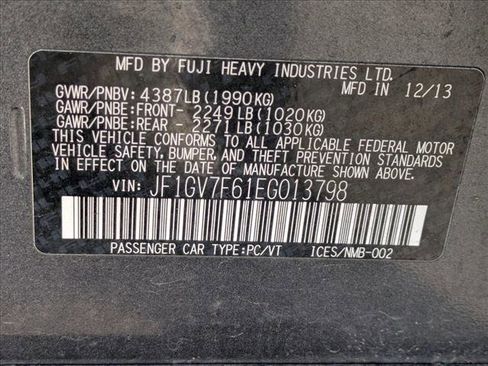 MFD BY FUJI HEAVY INDUSTRIES LTD.
MFD IN 12/13
GVWR/PNBV: 4387LB(1990KG)
GAWR/PNBE:FRONT- 2249LB(1020KG)
GAWR/PNBE:REAR - 2271LB(1030KG)
THIS VEHICLE CONFORMS TO ALL APPLICABLE FEDERAL MOTOR
VEHICLE SAFETY, BUMPER, AND THEFT PREVENTION STANDARDS
IN EFFECT ON THE DATE OF MANUFACTURE SHOWN ABOVE.
VIN: JF1GV7F61EG013798
PASSENGER CAR TYPE:PC/VT ICES/NMB-002